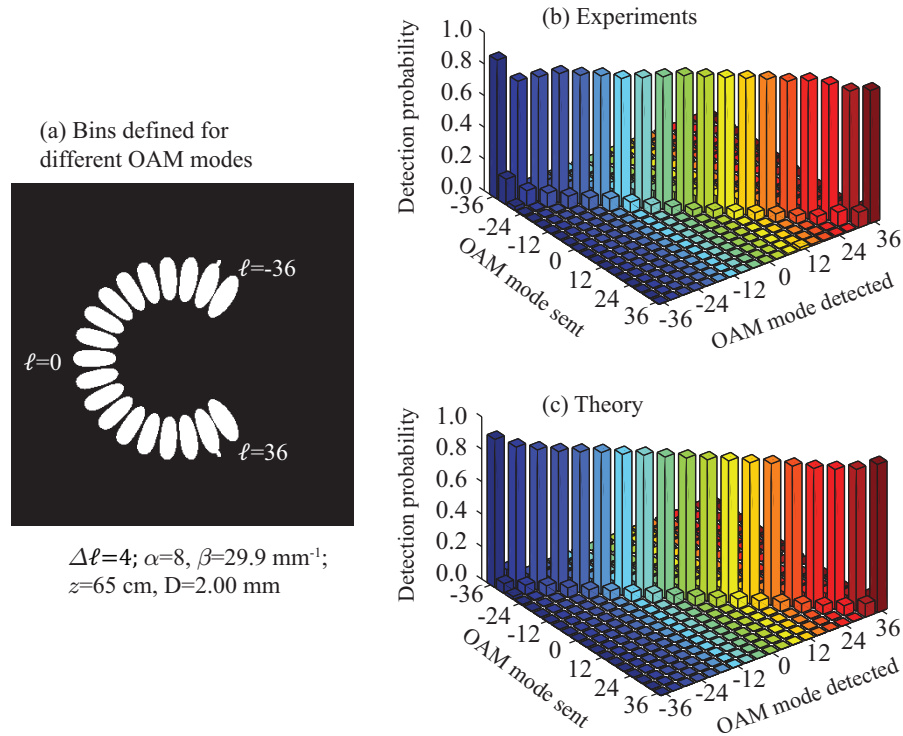 (a) Bins defined for
different OAM modes
ℓ=-36
ℓ=0
ℓ=36
Δℓ=4; α=8, β=29.9 mm⁻¹;
z=65 cm, D=2.00 mm
(b) Experiments
Detection probability
1.0
0.8
0.6
0.4
0.2
0.0
-36
-24
-12
0
12
24
36
OAM mode sent
-36
-24
-12
0
12
24
36
OAM mode detected
(c) Theory
Detection probability
1.0
0.8
0.6
0.4
0.2
0.0
-36
-24
-12
0
12
24
36
OAM mode sent
-36
-24
-12
0
12
24
36
OAM mode detected